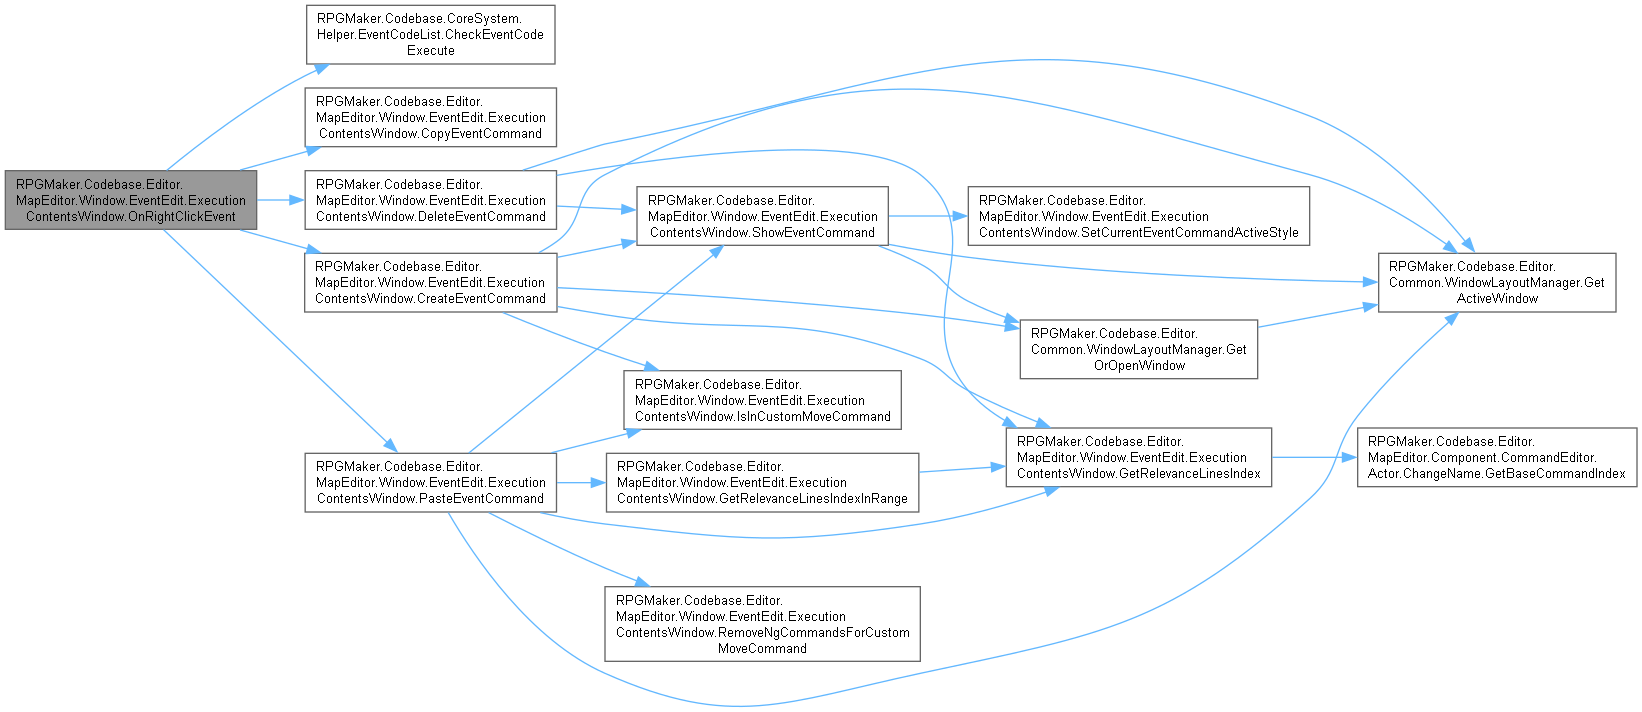 RPGMaker.Codebase.CoreSystem.
Helper.EventCodeList.CheckEventCode
Execute
RPGMaker.Codebase.Editor.
MapEditor.Window.EventEdit.Execution
ContentsWindow.CopyEventCommand
RPGMaker.Codebase.Editor.
MapEditor.Window.EventEdit.Execution
ContentsWindow.OnRightClickEvent
RPGMaker.Codebase.Editor.
MapEditor.Window.EventEdit.Execution
ContentsWindow.DeleteEventCommand
RPGMaker.Codebase.Editor.
MapEditor.Window.EventEdit.Execution
ContentsWindow.ShowEventCommand
RPGMaker.Codebase.Editor.
MapEditor.Window.EventEdit.Execution
ContentsWindow.SetCurrentEventCommandActiveStyle
RPGMaker.Codebase.Editor.
MapEditor.Window.EventEdit.Execution
ContentsWindow.CreateEventCommand
RPGMaker.Codebase.Editor.
Common.WindowLayoutManager.Get
ActiveWindow
RPGMaker.Codebase.Editor.
Common.WindowLayoutManager.Get
OrOpenWindow
RPGMaker.Codebase.Editor.
MapEditor.Window.EventEdit.Execution
ContentsWindow.IsInCustomMoveCommand
RPGMaker.Codebase.Editor.
MapEditor.Window.EventEdit.Execution
ContentsWindow.GetRelevanceLinesIndex
RPGMaker.Codebase.Editor.
MapEditor.Component.CommandEditor.
Actor.ChangeName.GetBaseCommandIndex
RPGMaker.Codebase.Editor.
MapEditor.Window.EventEdit.Execution
ContentsWindow.PasteEventCommand
RPGMaker.Codebase.Editor.
MapEditor.Window.EventEdit.Execution
ContentsWindow.GetRelevanceLinesIndexInRange
RPGMaker.Codebase.Editor.
MapEditor.Window.EventEdit.Execution
ContentsWindow.RemoveNgCommandsForCustom
MoveCommand